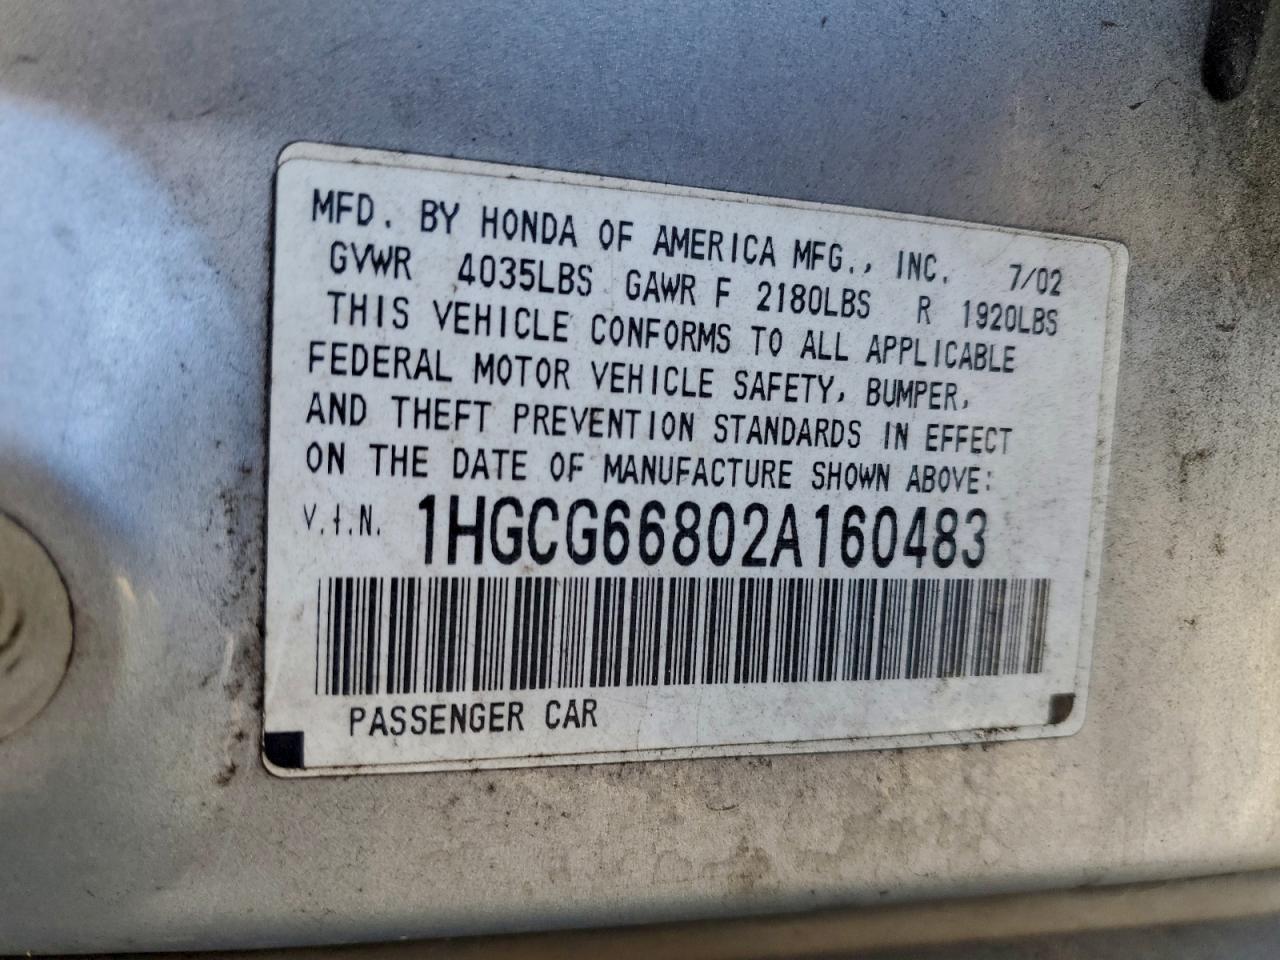 MFD. BY HONDA OF AMERICA MFG., INC. 7/02
GVWR 4035LBS GAWR F 2180LBS R 1920LBS
THIS VEHICLE CONFORMS TO ALL APPLICABLE
FEDERAL MOTOR VEHICLE SAFETY, BUMPER,
AND THEFT PREVENTION STANDARDS IN EFFECT
ON THE DATE OF MANUFACTURE SHOWN ABOVE:
V.I.N. 1HGCG66802A160483
PASSENGER CAR